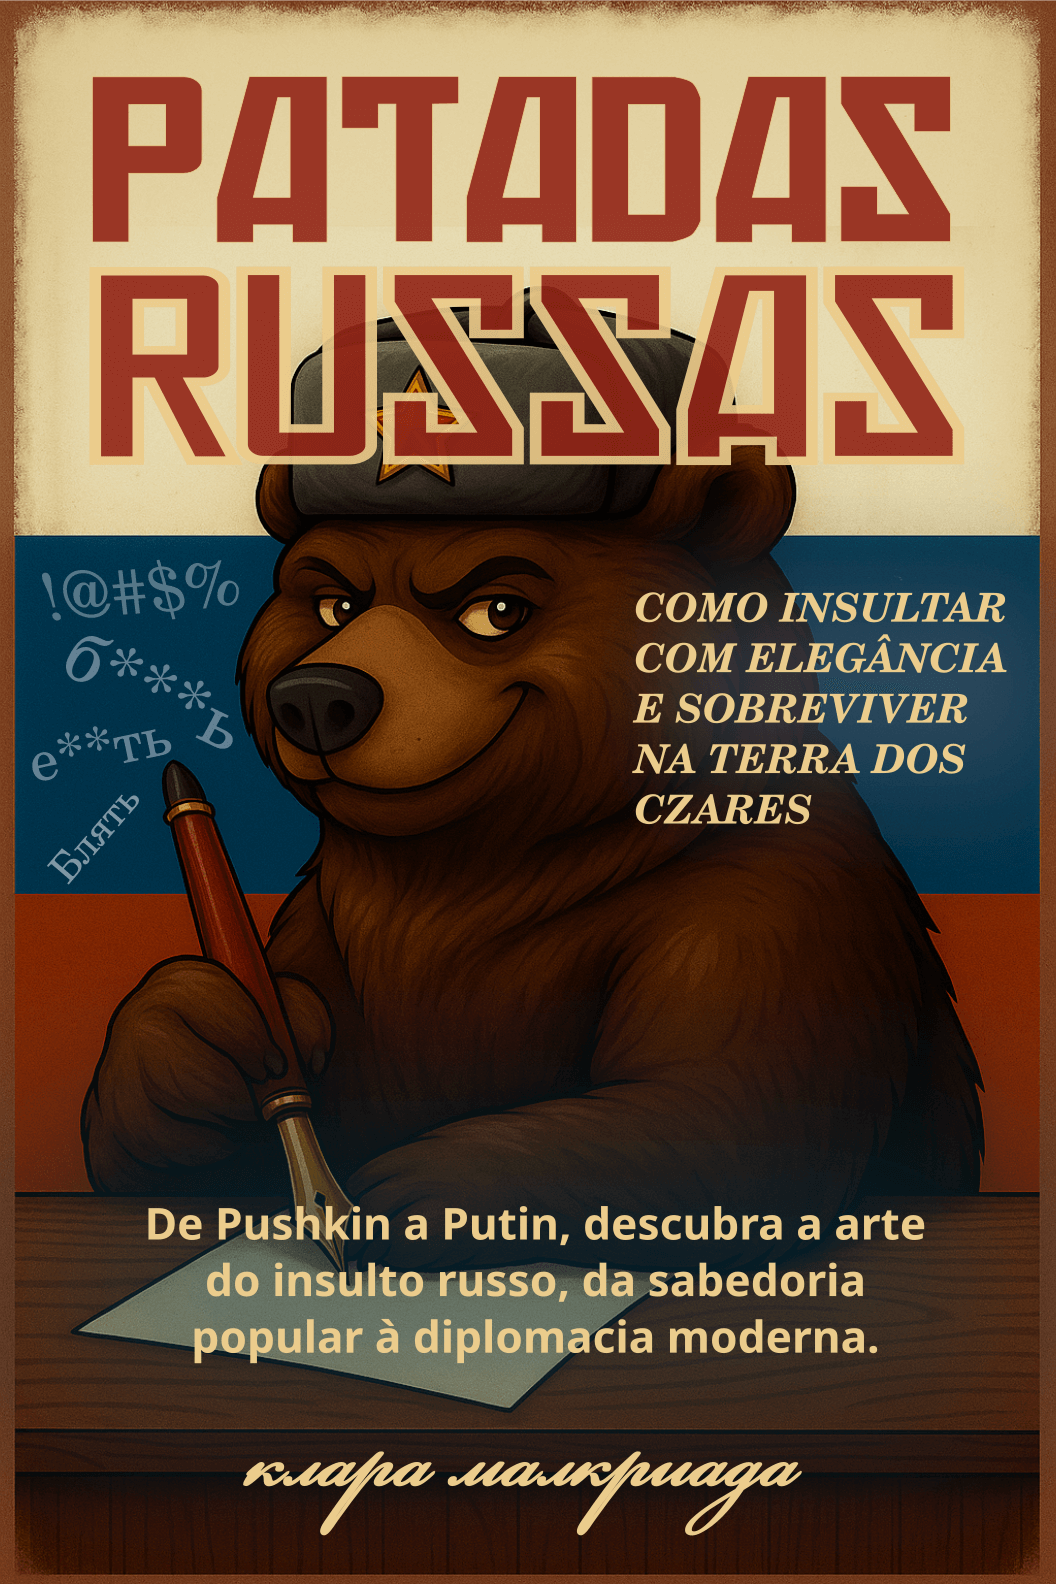 PATADAS
RUSSAS
!@#$%
б****ь
е**ть
Блять
COMO INSULTAR
COM ELEGÂNCIA
E SOBREVIVER
NA TERRA DOS
CZARES
De Pushkin a Putin, descubra a arte
do insulto russo, da sabedoria
popular à diplomacia moderna.
клара малкриада